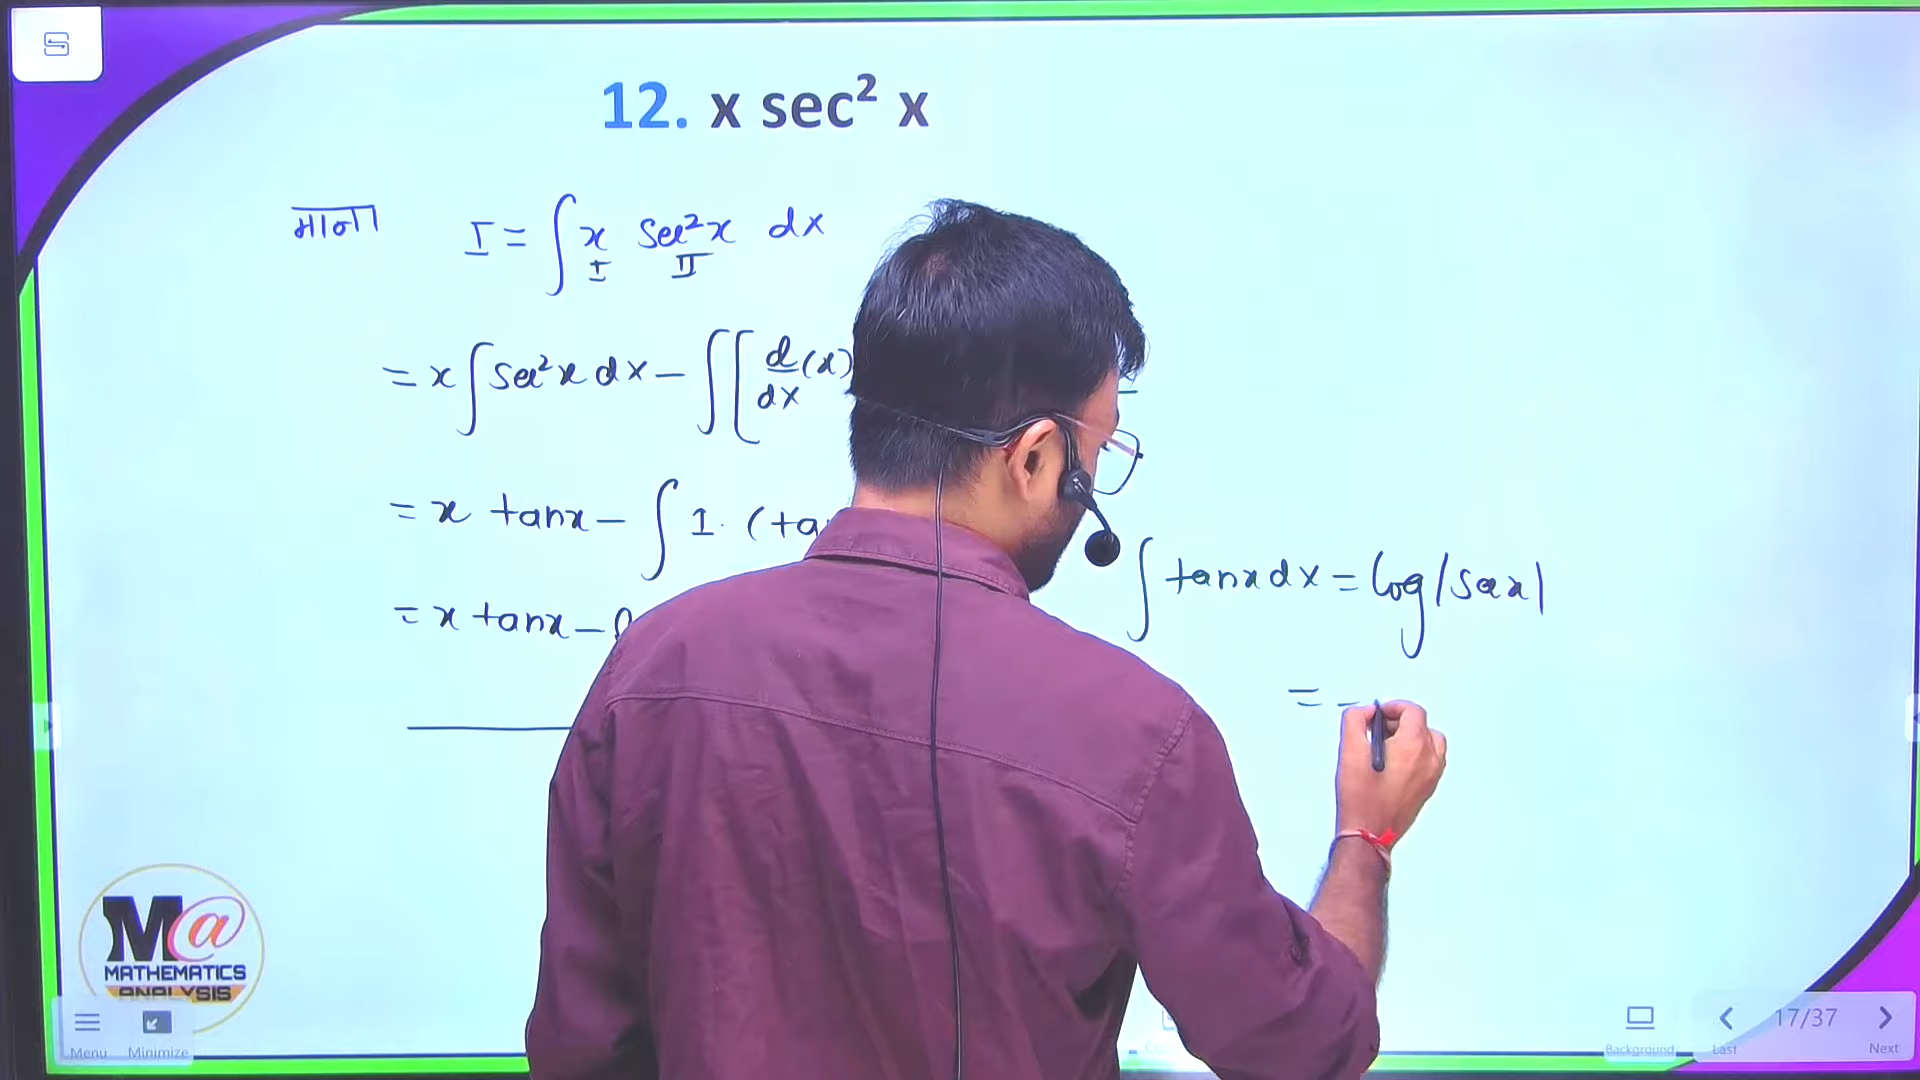 12. x sec² x
माना I = ∫ x sec²x dx
I II
= x ∫ sec²x dx – ∫ [ d/dx (x)
= x tanx – ∫ 1. (ta
= x tanx –
∫ tanx dx = log|secx|
= –
M@
MATHEMATICS
ANALYSIS
Menu Minimize
Background
17/37
Last Next